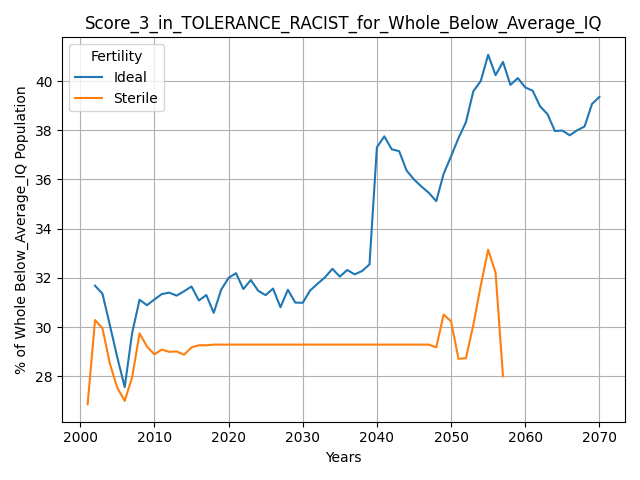 Score_3_in_TOLERANCE_RACIST_for_Whole_Below_Average_IQ
Fertility
Ideal
Sterile
% of Whole Below_Average_IQ Population
40
38
36
34
32
30
28
2000 2010 2020 2030 2040 2050 2060 2070
Years